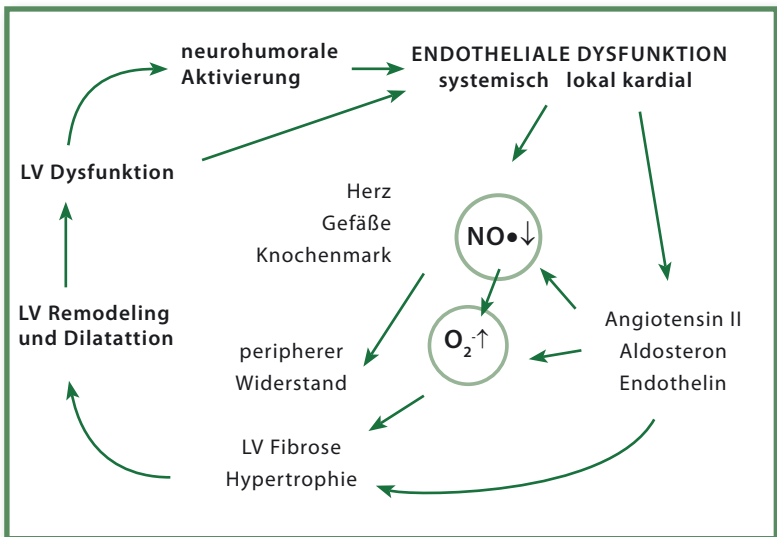 neurohumorale
Aktivierung
ENDOTHELIALE DYSFUNKTION
systemisch lokal kardial
LV Dysfunktion
Herz
Gefäße
Knochenmark
NO•↓
LV Remodeling
und Dilatattion
O₂⁻↑
peripherer
Widerstand
Angiotensin II
Aldosteron
Endothelin
LV Fibrose
Hypertrophie